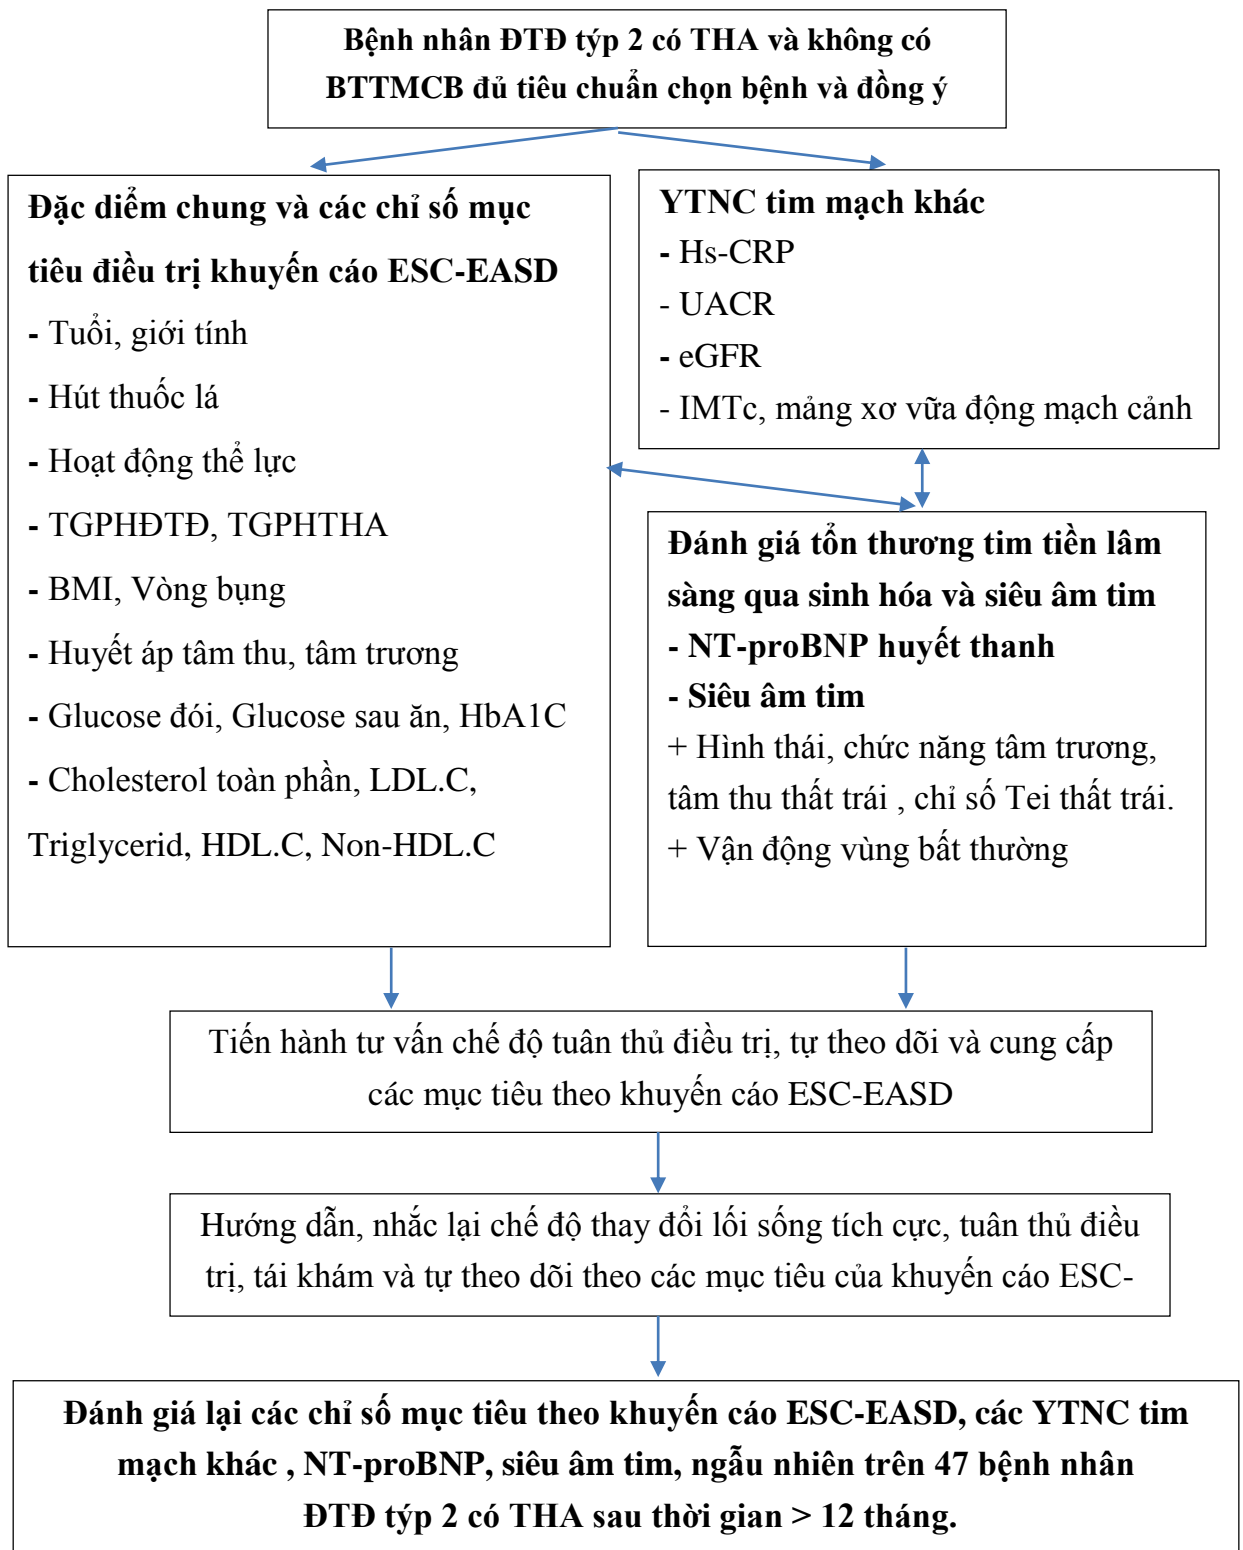 Bệnh nhân ĐTĐ týp 2 có THA và không có
BTTMCB đủ tiêu chuẩn chọn bệnh và đồng ý
Đặc diểm chung và các chỉ số mục
tiêu điều trị khuyến cáo ESC-EASD
- Tuổi, giới tính
- Hút thuốc lá
- Hoạt động thể lực
- TGPHĐTĐ, TGPHTHA
- BMI, Vòng bụng
- Huyết áp tâm thu, tâm trương
- Glucose đói, Glucose sau ăn, HbA1C
- Cholesterol toàn phần, LDL.C,
Triglycerid, HDL.C, Non-HDL.C
YTNC tim mạch khác
- Hs-CRP
- UACR
- eGFR
- IMTc, mảng xơ vữa động mạch cảnh
Đánh giá tổn thương tim tiền lâm
sàng qua sinh hóa và siêu âm tim
- NT-proBNP huyết thanh
- Siêu âm tim
+ Hình thái, chức năng tâm trương,
tâm thu thất trái , chỉ số Tei thất trái.
+ Vận động vùng bất thường
Tiến hành tư vấn chế độ tuân thủ điều trị, tự theo dõi và cung cấp
các mục tiêu theo khuyến cáo ESC-EASD
Hướng dẫn, nhắc lại chế độ thay đổi lối sống tích cực, tuân thủ điều
trị, tái khám và tự theo dõi theo các mục tiêu của khuyến cáo ESC-
Đánh giá lại các chỉ số mục tiêu theo khuyến cáo ESC-EASD, các YTNC tim
mạch khác , NT-proBNP, siêu âm tim, ngẫu nhiên trên 47 bệnh nhân
ĐTĐ týp 2 có THA sau thời gian > 12 tháng.